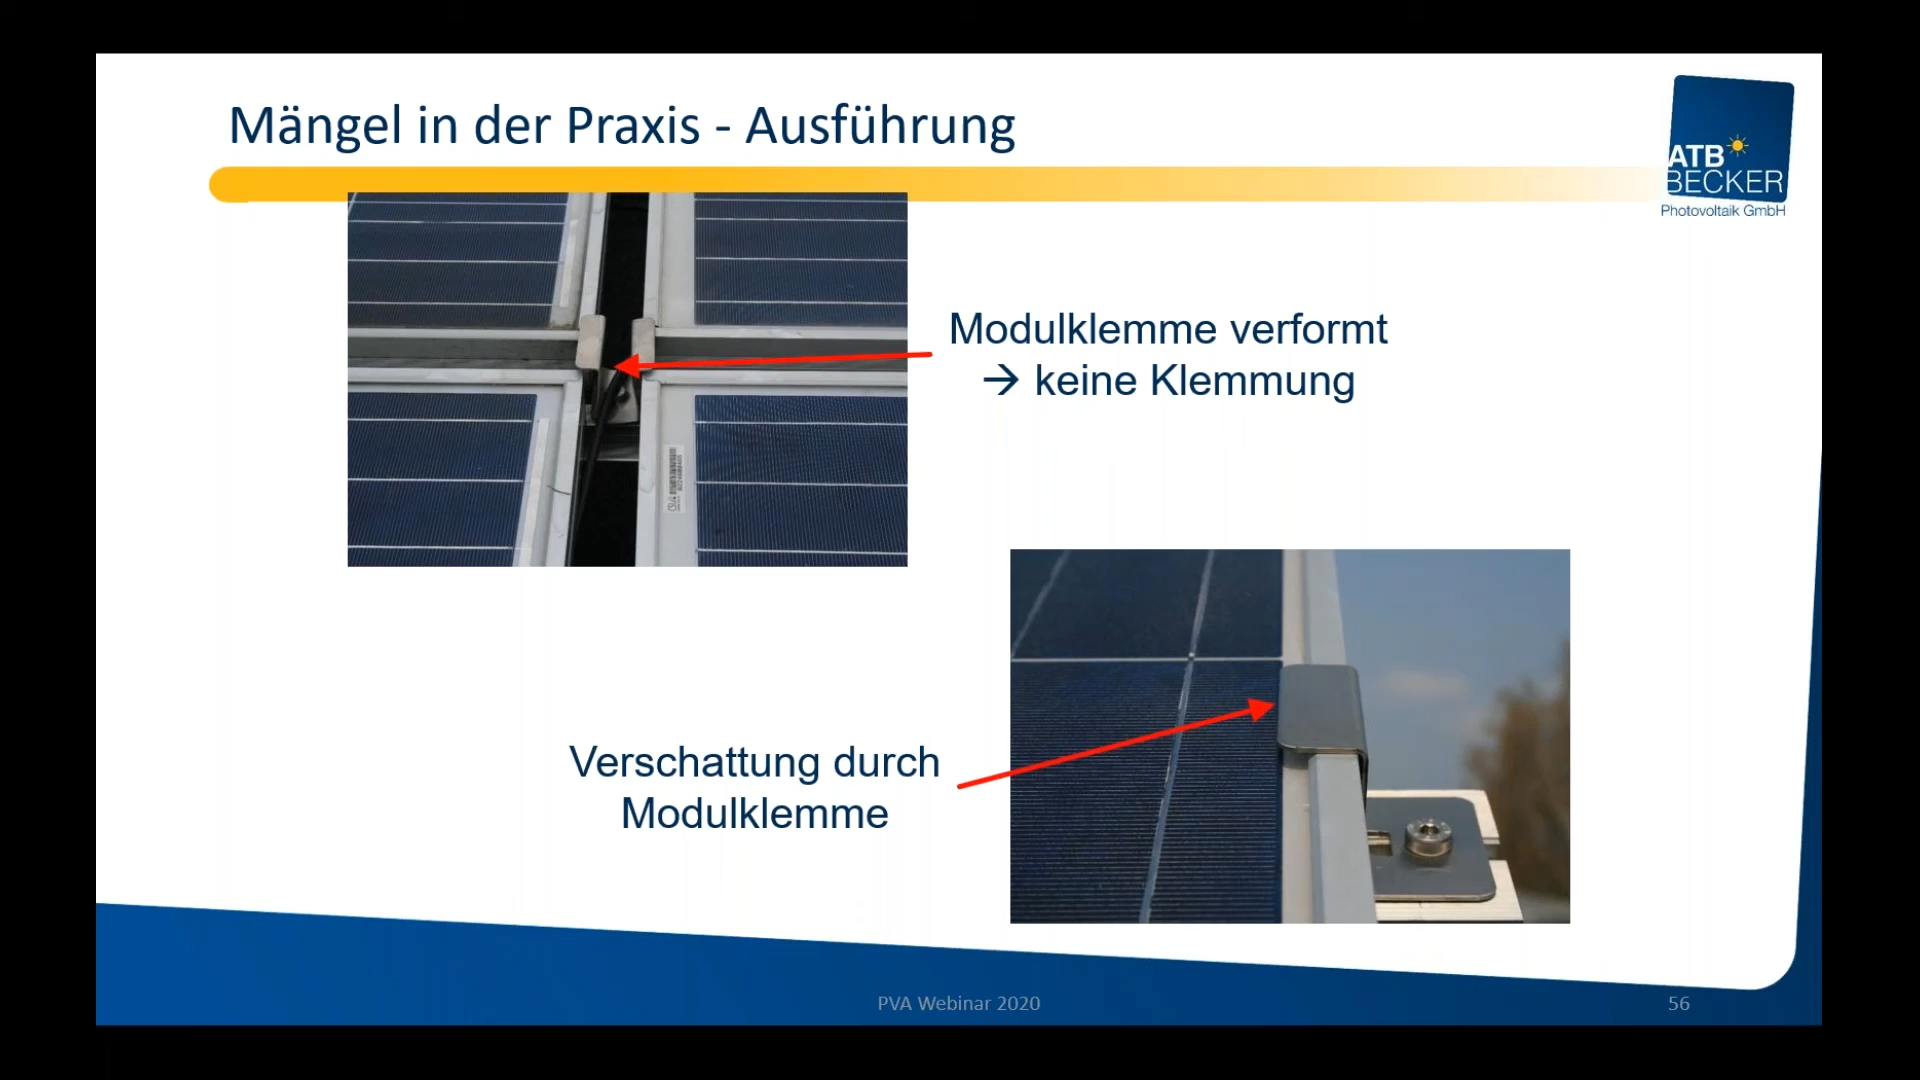 Mängel in der Praxis - Ausführung
ATB
BECKER
Photovoltaik GmbH
Modulklemme verformt
→ keine Klemmung
Verschattung durch
Modulklemme
PVA Webinar 2020
56